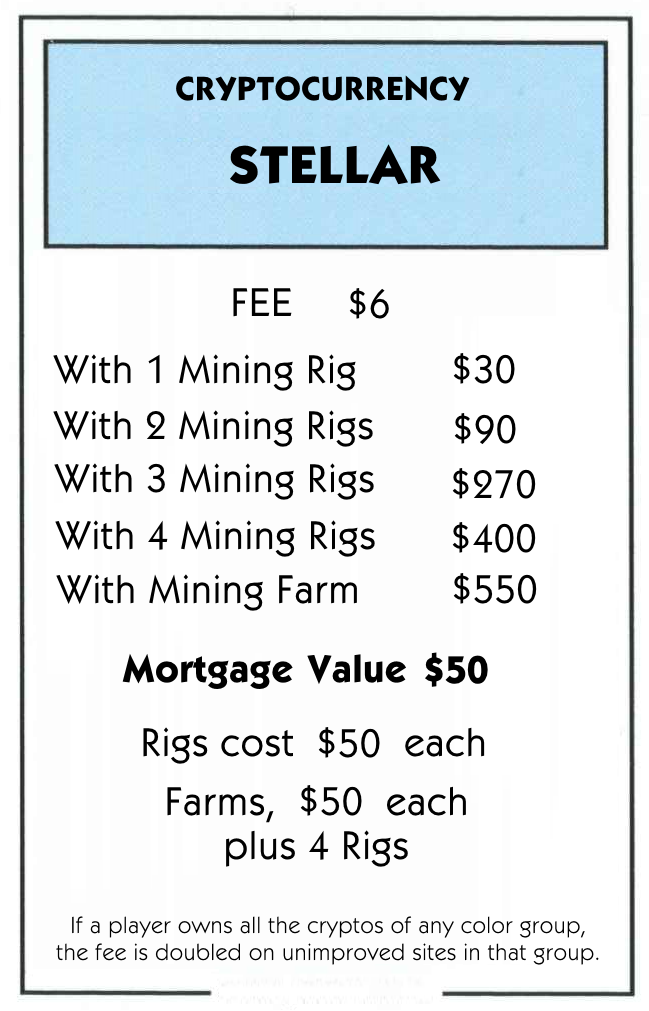 CRYPTOCURRENCY
STELLAR
FEE $6
With 1 Mining Rig $30
With 2 Mining Rigs $90
With 3 Mining Rigs $270
With 4 Mining Rigs $400
With Mining Farm $550
Mortgage Value $50
Rigs cost $50 each
Farms, $50 each
plus 4 Rigs
If a player owns all the cryptos of any color group,
the fee is doubled on unimproved sites in that group.